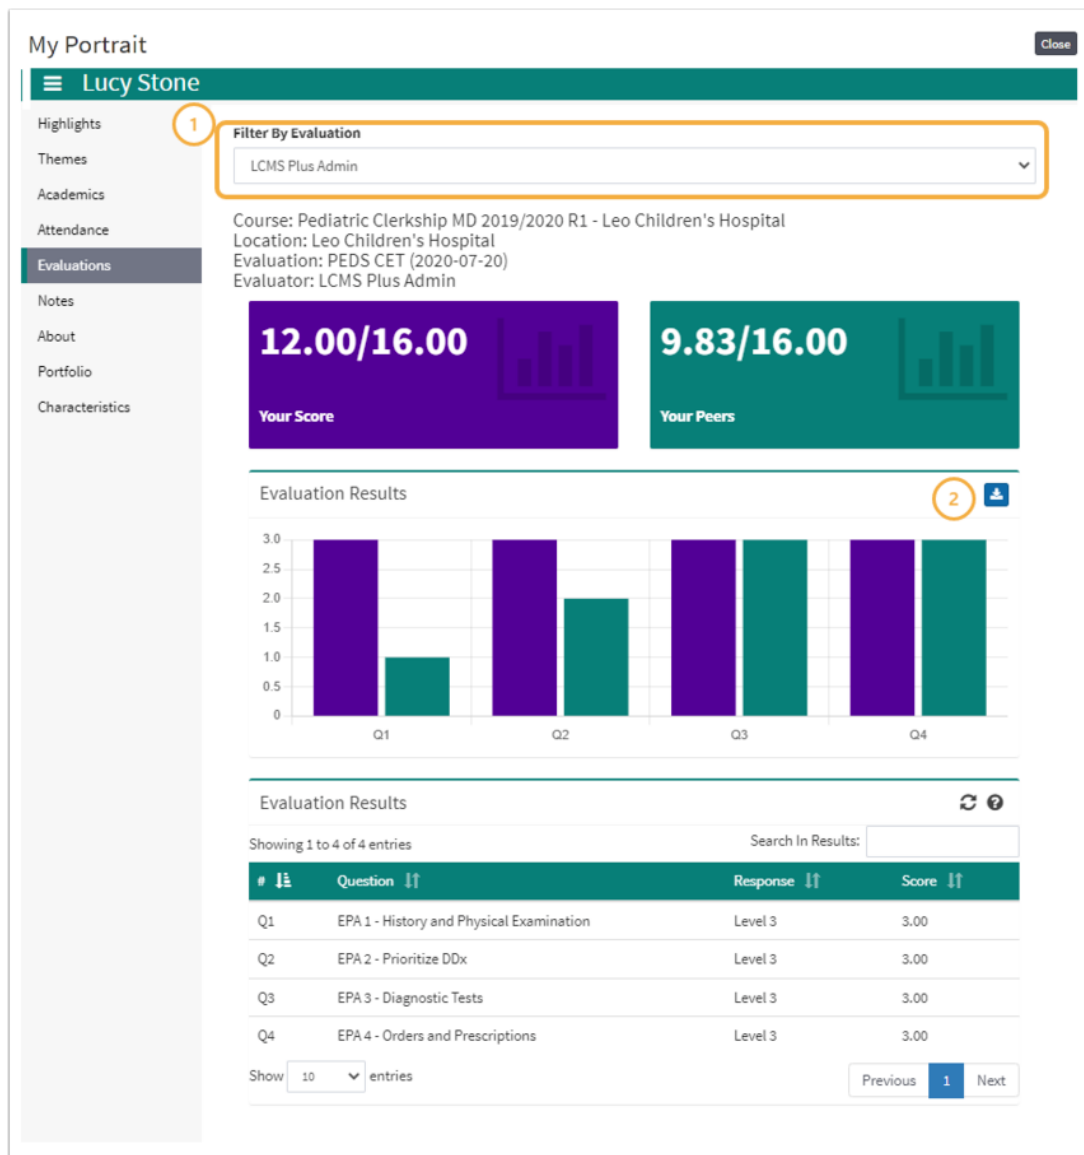 My Portrait
Close
Lucy Stone
Highlights
Themes
Academics
Attendance
Evaluations
Notes
About
Portfolio
Characteristics
1
Filter By Evaluation
LCMS Plus Admin
Course: Pediatric Clerkship MD 2019/2020 R1 - Leo Children's Hospital
Location: Leo Children's Hospital
Evaluation: PEDS CET (2020-07-20)
Evaluator: LCMS Plus Admin
12.00/16.00
Your Score
9.83/16.00
Your Peers
Evaluation Results
2
3.0
2.5
2.0
1.5
1.0
0.5
0
Q1 Q2 Q3 Q4
Evaluation Results
Showing 1 to 4 of 4 entries
Search In Results:
# Question Response Score
Q1 EPA 1 - History and Physical Examination Level 3 3.00
Q2 EPA 2 - Prioritize DDx Level 3 3.00
Q3 EPA 3 - Diagnostic Tests Level 3 3.00
Q4 EPA 4 - Orders and Prescriptions Level 3 3.00
Show 10 entries
Previous 1 Next